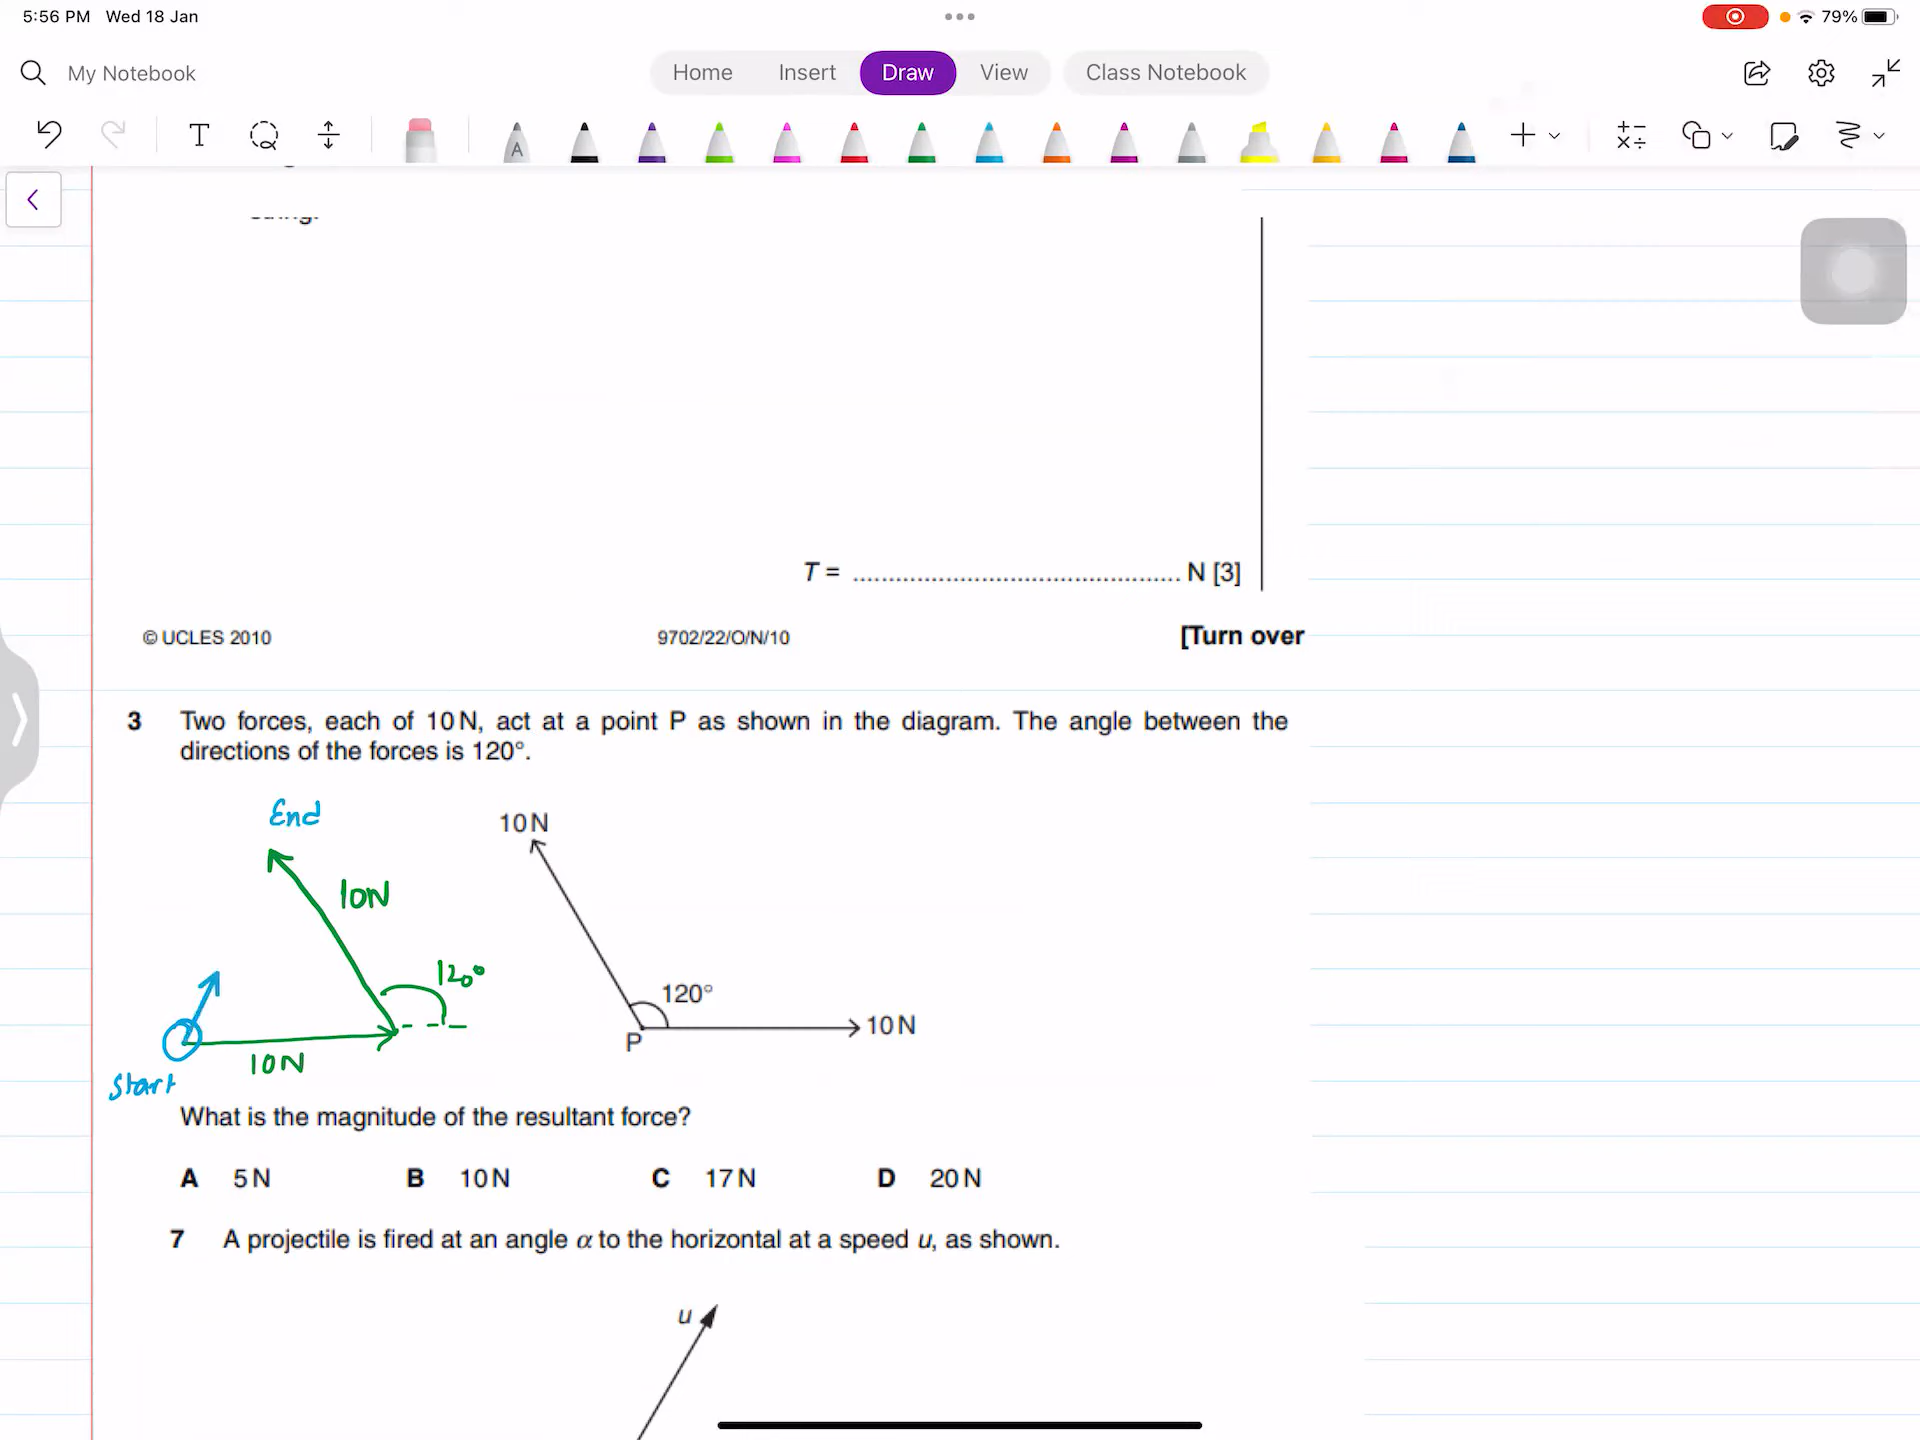 5:56 PM Wed 18 Jan
79%
My Notebook
Home Insert Draw View Class Notebook
T
A
T = ............................................. N [3]
© UCLES 2010 9702/22/O/N/10 [Turn over
3 Two forces, each of 10 N, act at a point P as shown in the diagram. The angle between the
directions of the forces is 120°.
End
10 N
10N
120°
120°
10 N
P
10N
Start
What is the magnitude of the resultant force?
A 5 N B 10 N C 17 N D 20 N
7 A projectile is fired at an angle α to the horizontal at a speed u, as shown.
u